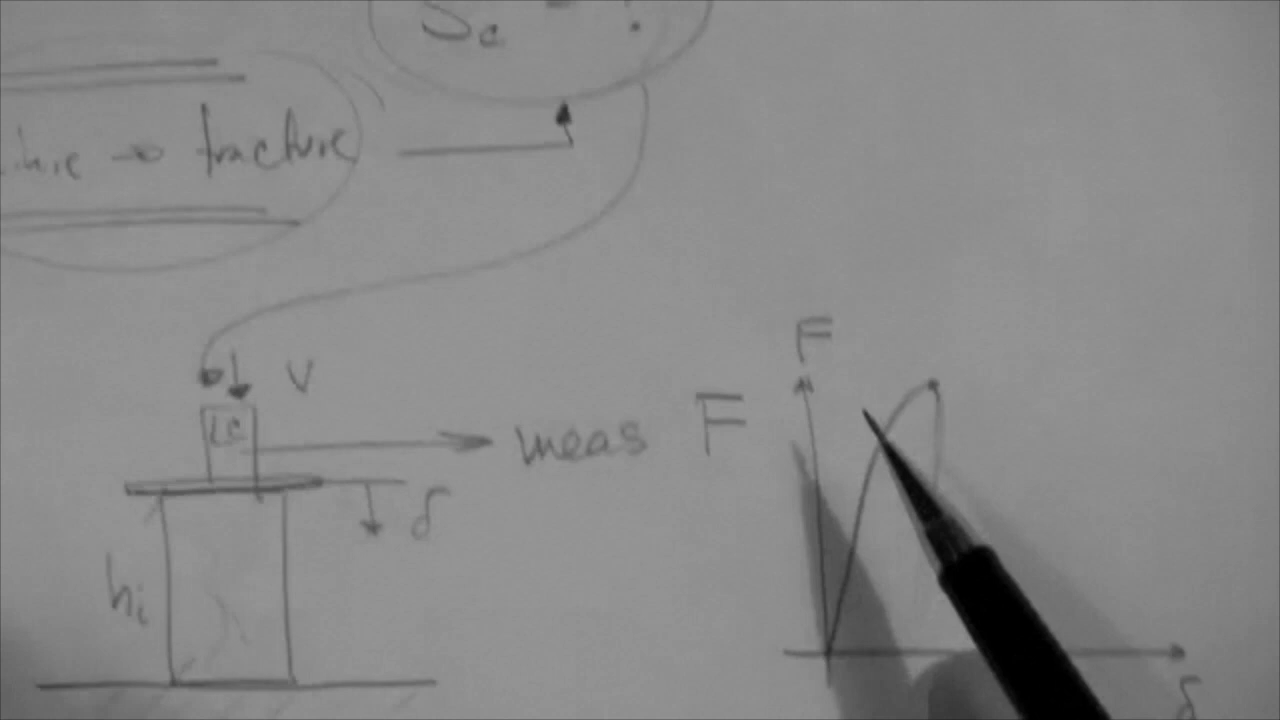 Sc = ?
→ fracture
V
LC
meas F
δ
hi
F
δ